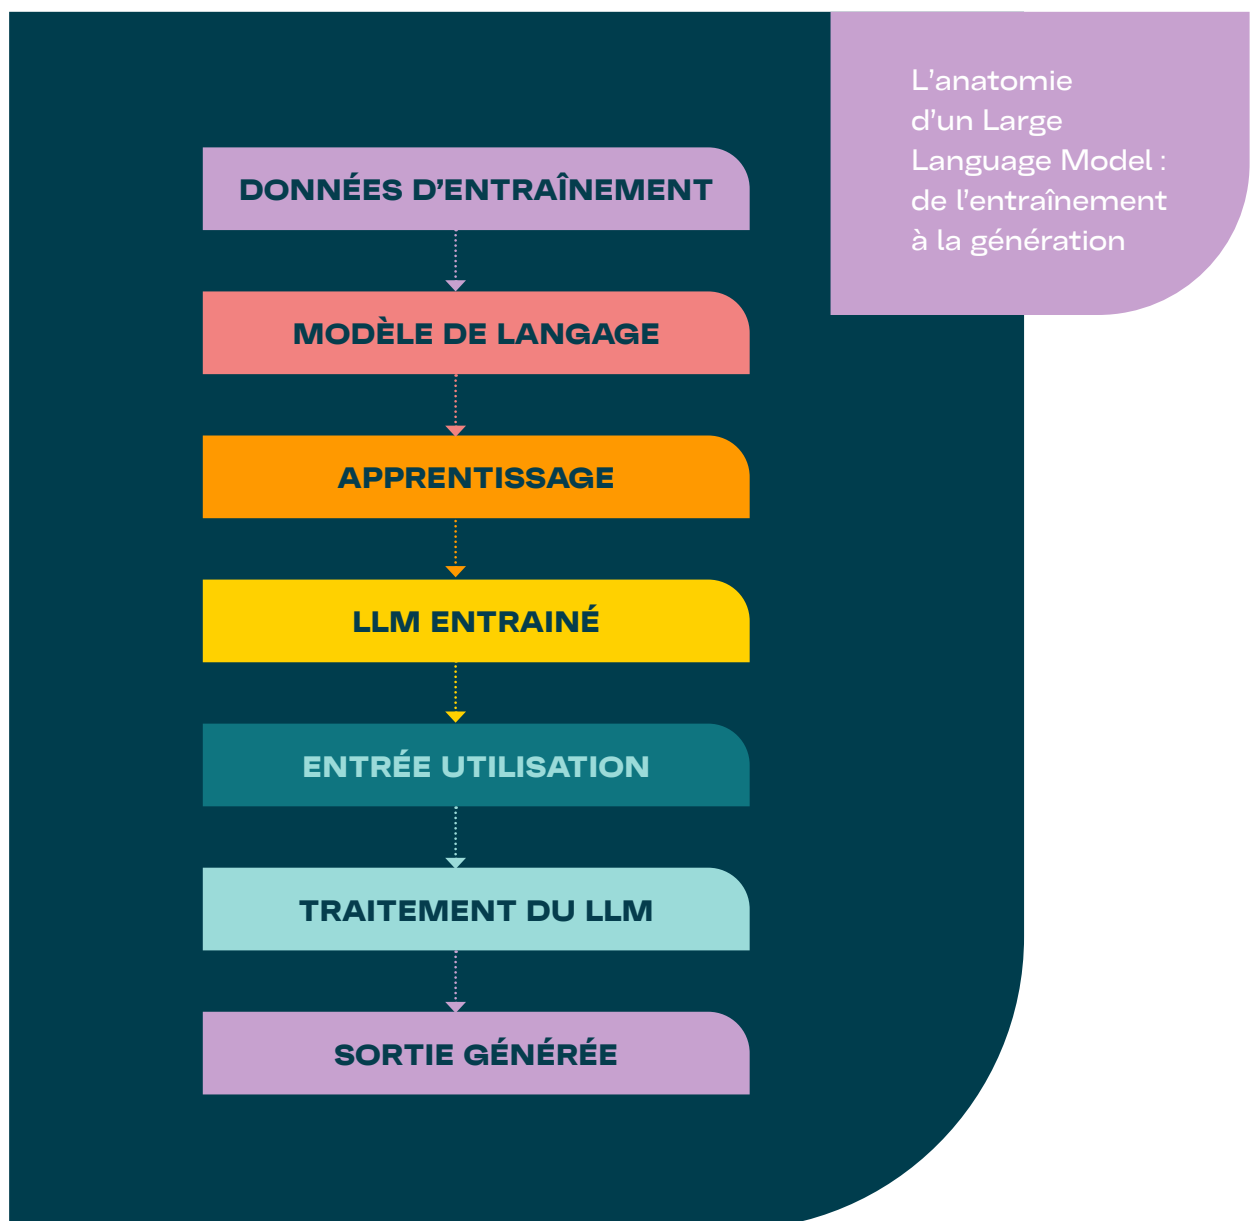 L'anatomie
d'un Large
Language Model :
de l'entraînement
à la génération
DONNÉES D'ENTRAÎNEMENT
MODÈLE DE LANGAGE
APPRENTISSAGE
LLM ENTRAINÉ
ENTRÉE UTILISATION
TRAITEMENT DU LLM
SORTIE GÉNÉRÉE